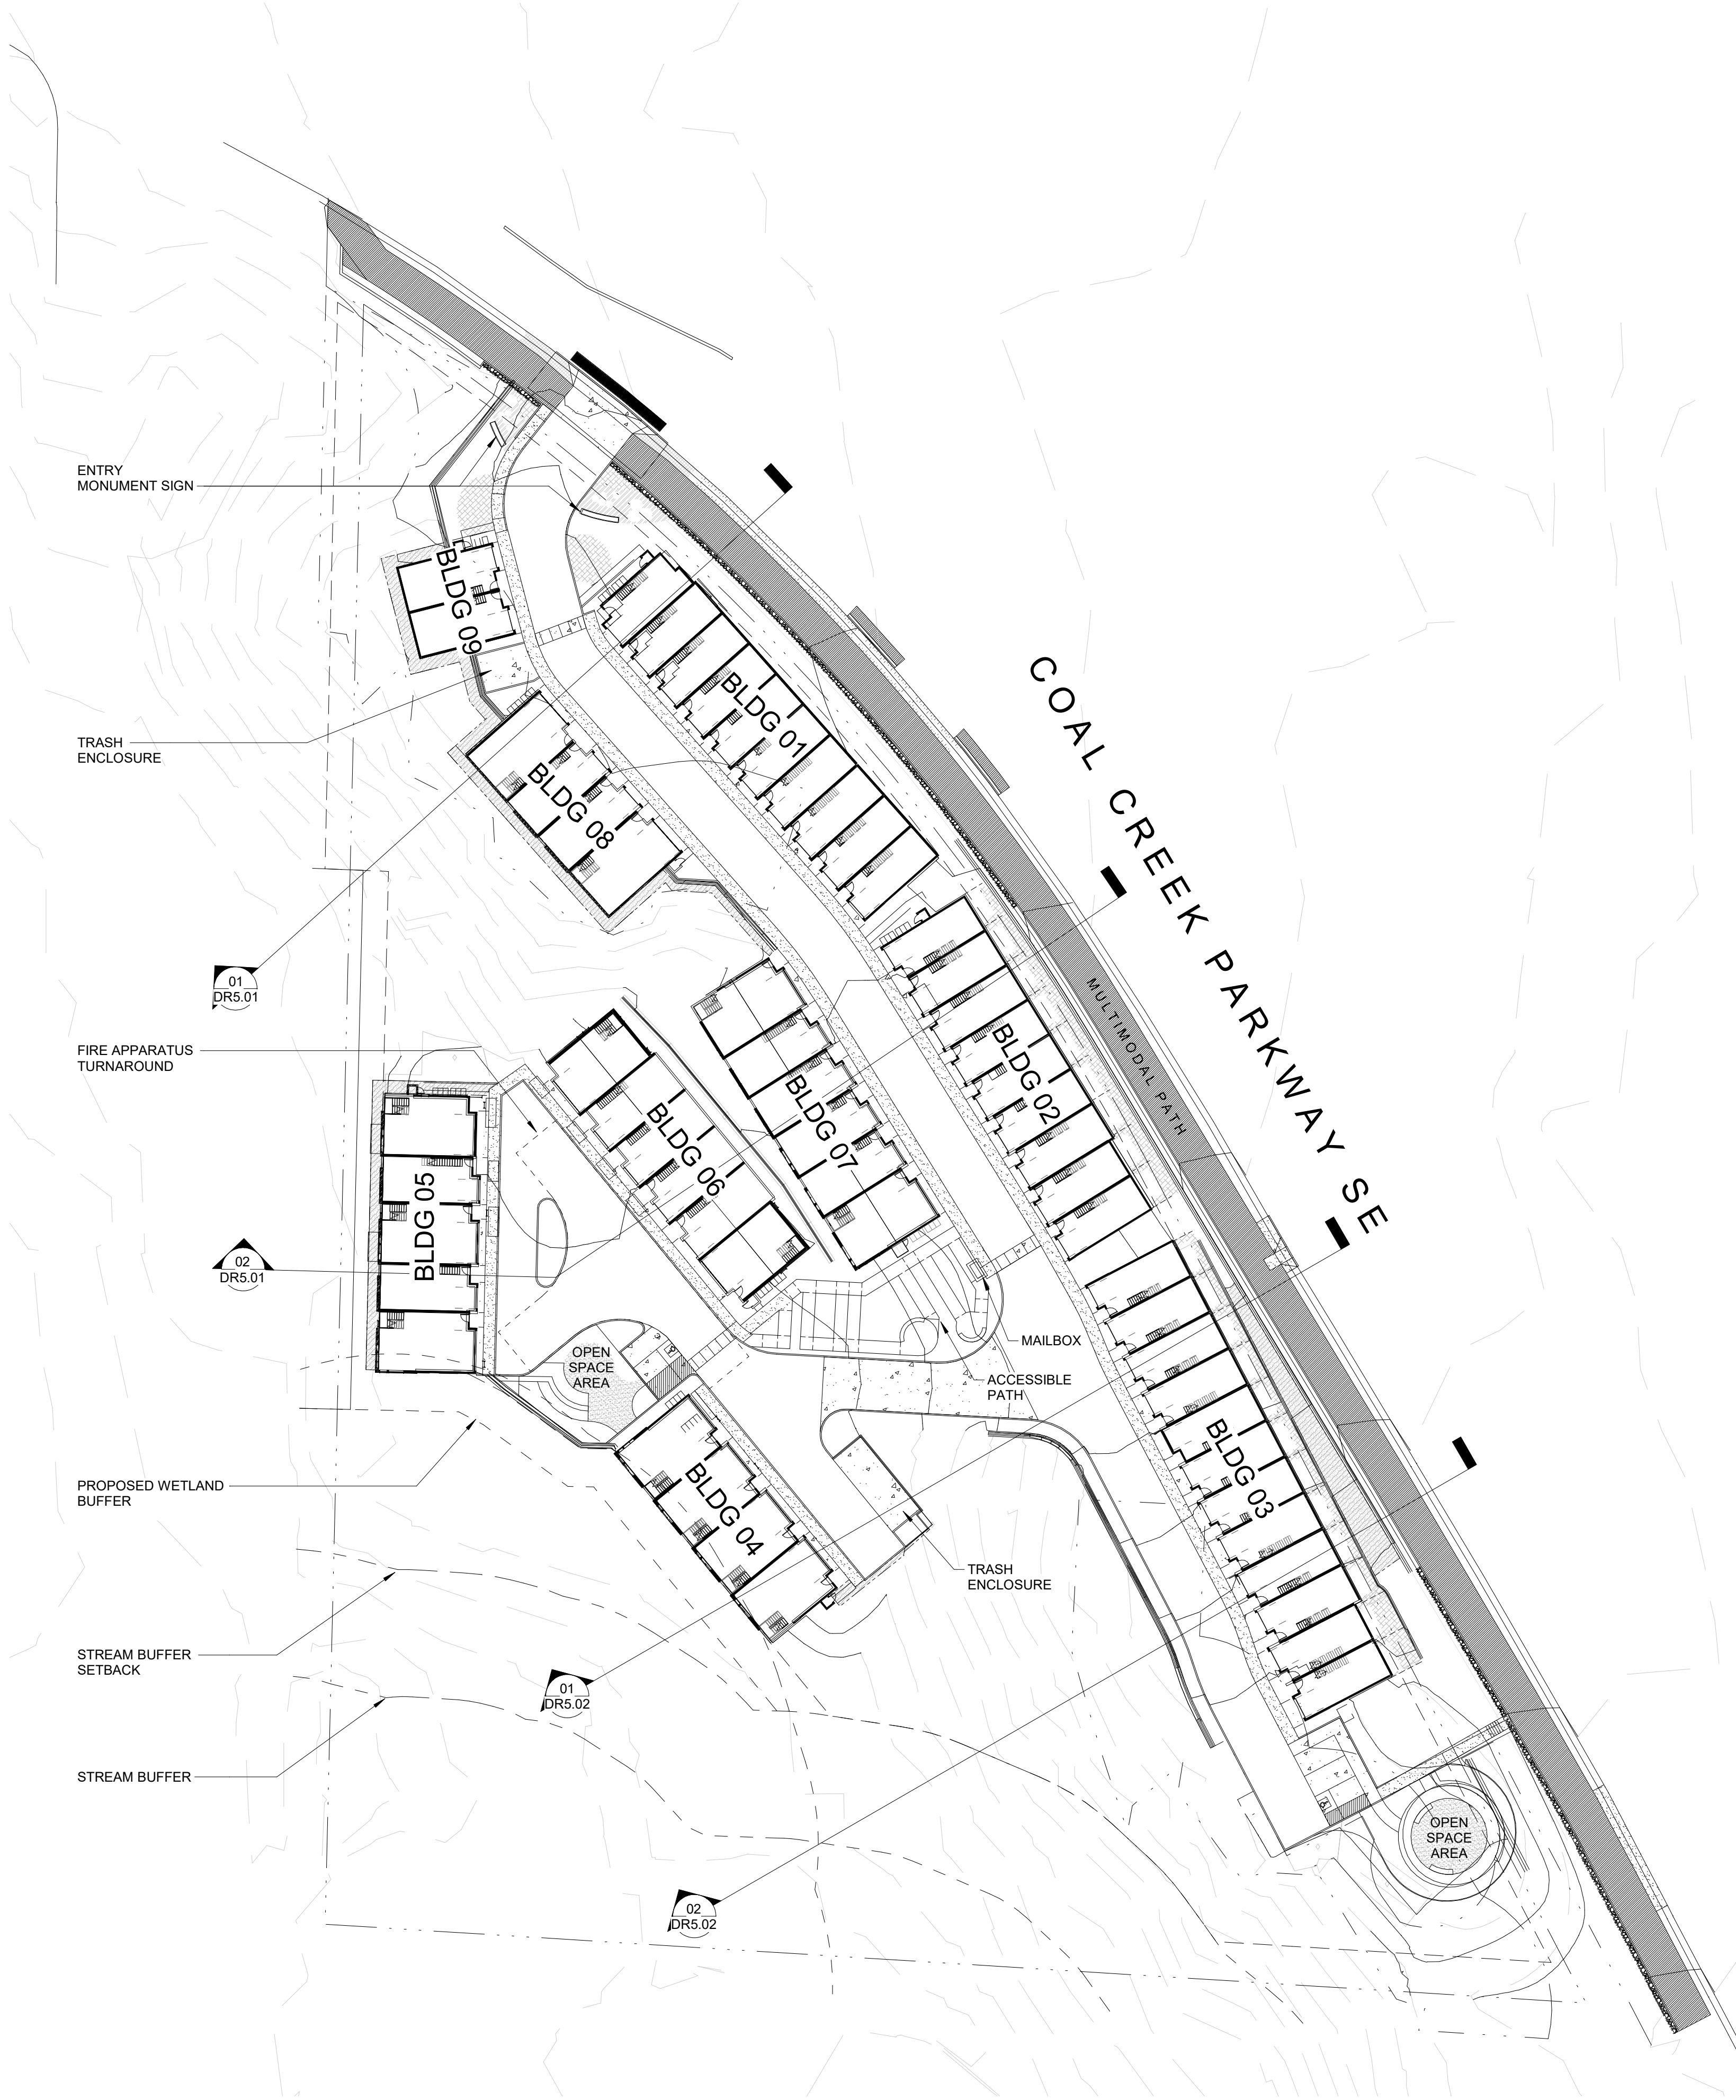 ENTRY
MONUMENT SIGN
BLDG 09
TRASH
ENCLOSURE
BLDG 01
COAL CREEK PARKWAY SE
BLDG 08
01
DR5.01
MULTIMODAL PATH
FIRE APPARATUS
TURNAROUND
BLDG 02
BLDG 07
BLDG 06
BLDG 05
02
DR5.01
MAILBOX
OPEN
SPACE
AREA
ACCESSIBLE
PATH
BLDG 03
PROPOSED WETLAND
BUFFER
BLDG 04
TRASH
ENCLOSURE
STREAM BUFFER
SETBACK
01
DR5.02
STREAM BUFFER
OPEN
SPACE
AREA
02
DR5.02